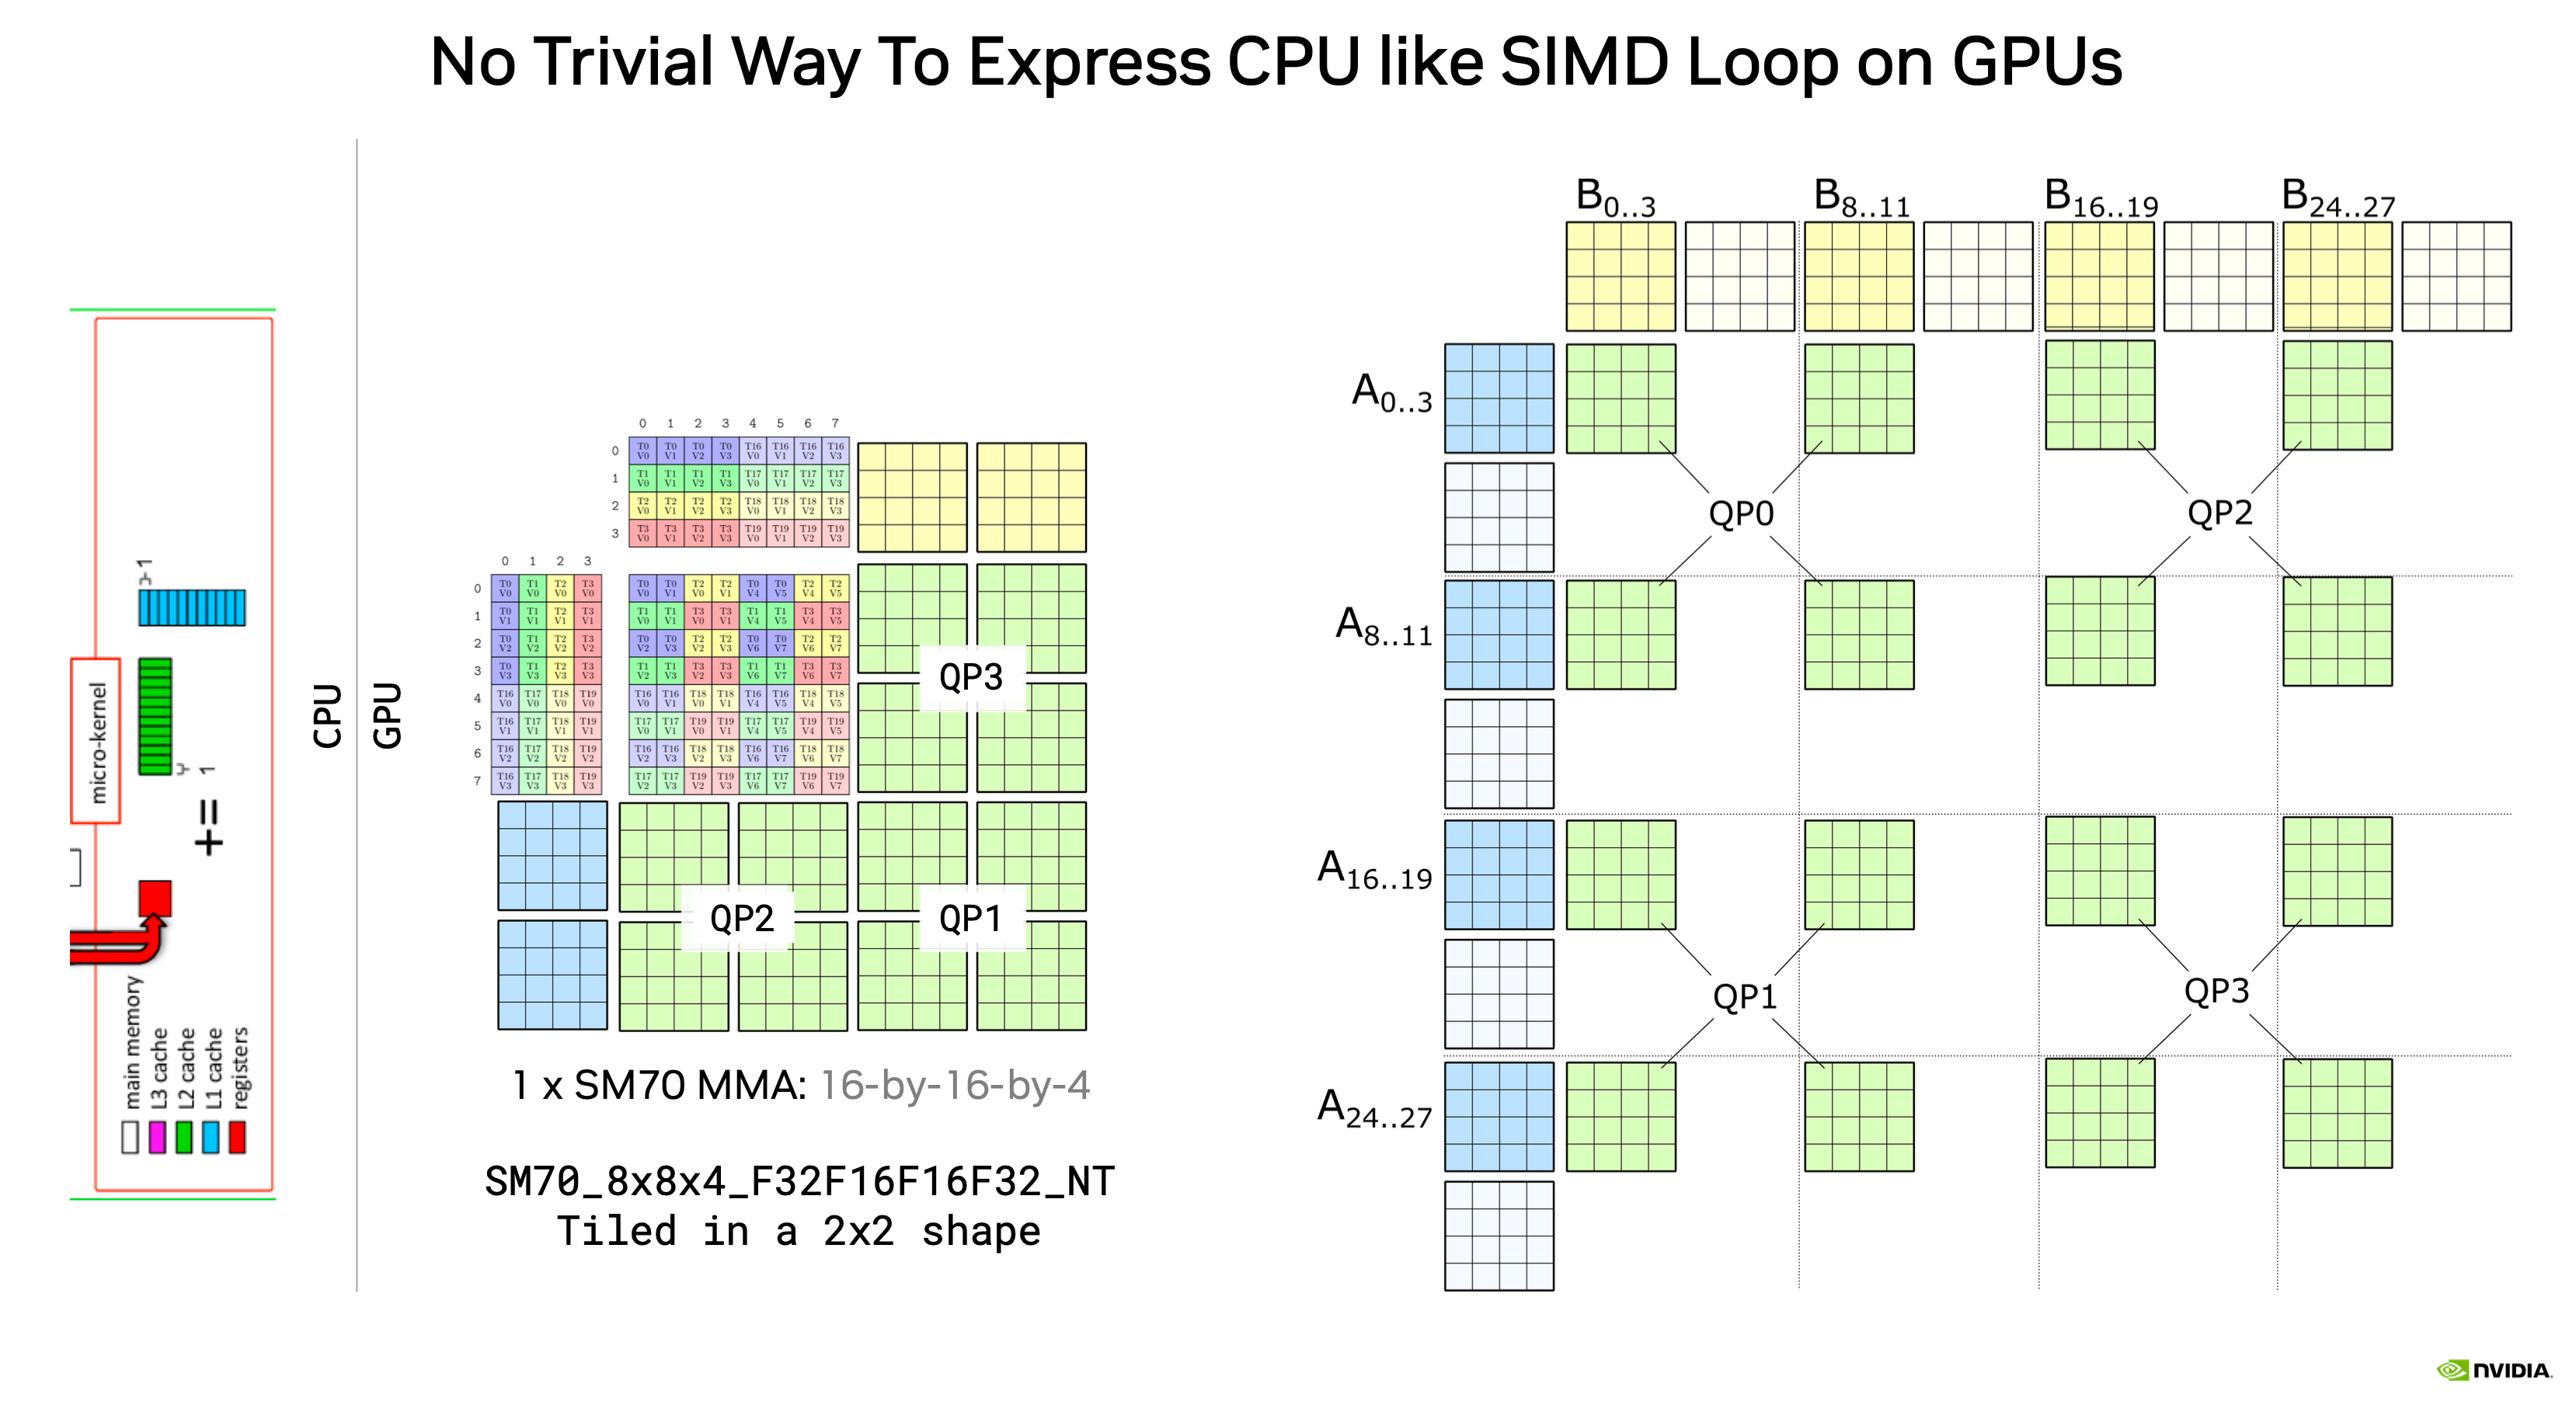 No Trivial Way To Express CPU like SIMD Loop on GPUs
micro-kernel
1
+=
1
main memory
L3 cache
L2 cache
L1 cache
registers
CPU
GPU
0 1 2 3 4 5 6 7
0 T0 V0 T0 V1 T0 V2 T0 V3 T16 V0 T16 V1 T16 V2 T16 V3
1 T1 V0 T1 V1 T1 V2 T1 V3 T17 V0 T17 V1 T17 V2 T17 V3
2 T2 V0 T2 V1 T2 V2 T2 V3 T18 V0 T18 V1 T18 V2 T18 V3
3 T3 V0 T3 V1 T3 V2 T3 V3 T19 V0 T19 V1 T19 V2 T19 V3
0 1 2 3
0 T0 V0 T1 V0 T2 V0 T3 V0
1 T0 V1 T1 V1 T2 V1 T3 V1
2 T0 V2 T1 V2 T2 V2 T3 V2
3 T0 V3 T1 V3 T2 V3 T3 V3
4 T16 V0 T17 V0 T18 V0 T19 V0
5 T16 V1 T17 V1 T18 V1 T19 V1
6 T16 V2 T17 V2 T18 V2 T19 V2
7 T16 V3 T17 V3 T18 V3 T19 V3
T0 V0 T0 V1 T2 V0 T2 V1 T0 V4 T0 V5 T2 V4 T2 V5
T1 V0 T1 V1 T3 V0 T3 V1 T1 V4 T1 V5 T3 V4 T3 V5
T0 V2 T0 V3 T2 V2 T2 V3 T0 V6 T0 V7 T2 V6 T2 V7
T1 V2 T1 V3 T3 V2 T3 V3 T1 V6 T1 V7 T3 V6 T3 V7
T16 V0 T16 V1 T18 V0 T18 V1 T16 V4 T16 V5 T18 V4 T18 V5
T17 V0 T17 V1 T19 V0 T19 V1 T17 V4 T17 V5 T19 V4 T19 V5
T16 V2 T16 V3 T18 V2 T18 V3 T16 V6 T16 V7 T18 V6 T18 V7
T17 V2 T17 V3 T19 V2 T19 V3 T17 V6 T17 V7 T19 V6 T19 V7
QP3
QP2
QP1
1 x SM70 MMA: 16-by-16-by-4
SM70_8x8x4_F32F16F16F32_NT
Tiled in a 2x2 shape
B0..3 B8..11 B16..19 B24..27
A0..3
QP0 QP2
A8..11
A16..19
QP1 QP3
A24..27
NVIDIA